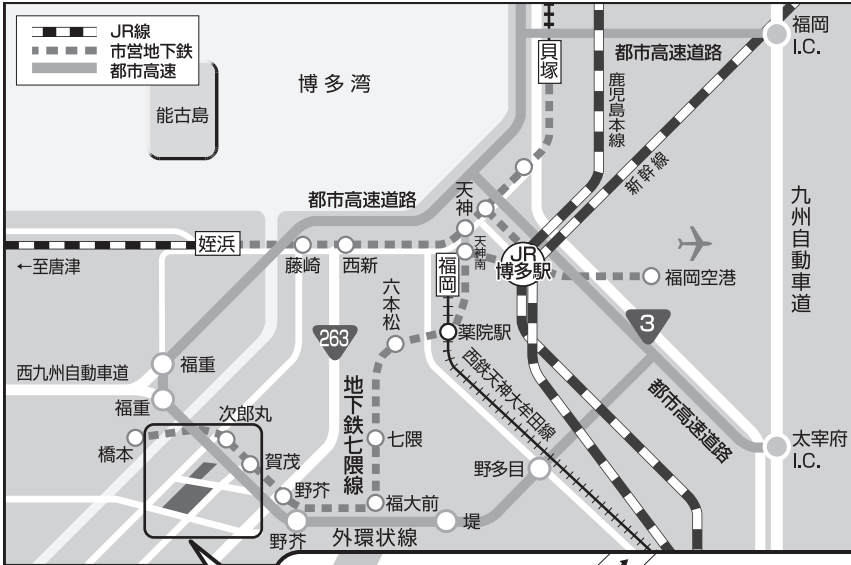 JR線
市営地下鉄
都市高速
能古島
博多湾
貝塚
都市高速道路
福岡
I.C.
鹿児島本線
新幹線
九州自動車道
都市高速道路
天神
天神南
姪浜
←至唐津
藤崎
西新
福岡
JR
博多駅
福岡空港
六本松
薬院駅
263
3
西九州自動車道
福重
福重
地下鉄七隈線
西鉄天神大牟田線
都市高速道路
太宰府
I.C.
次郎丸
橋本
賀茂
七隈
野多目
野芥
福大前
野芥
外環状線
堤